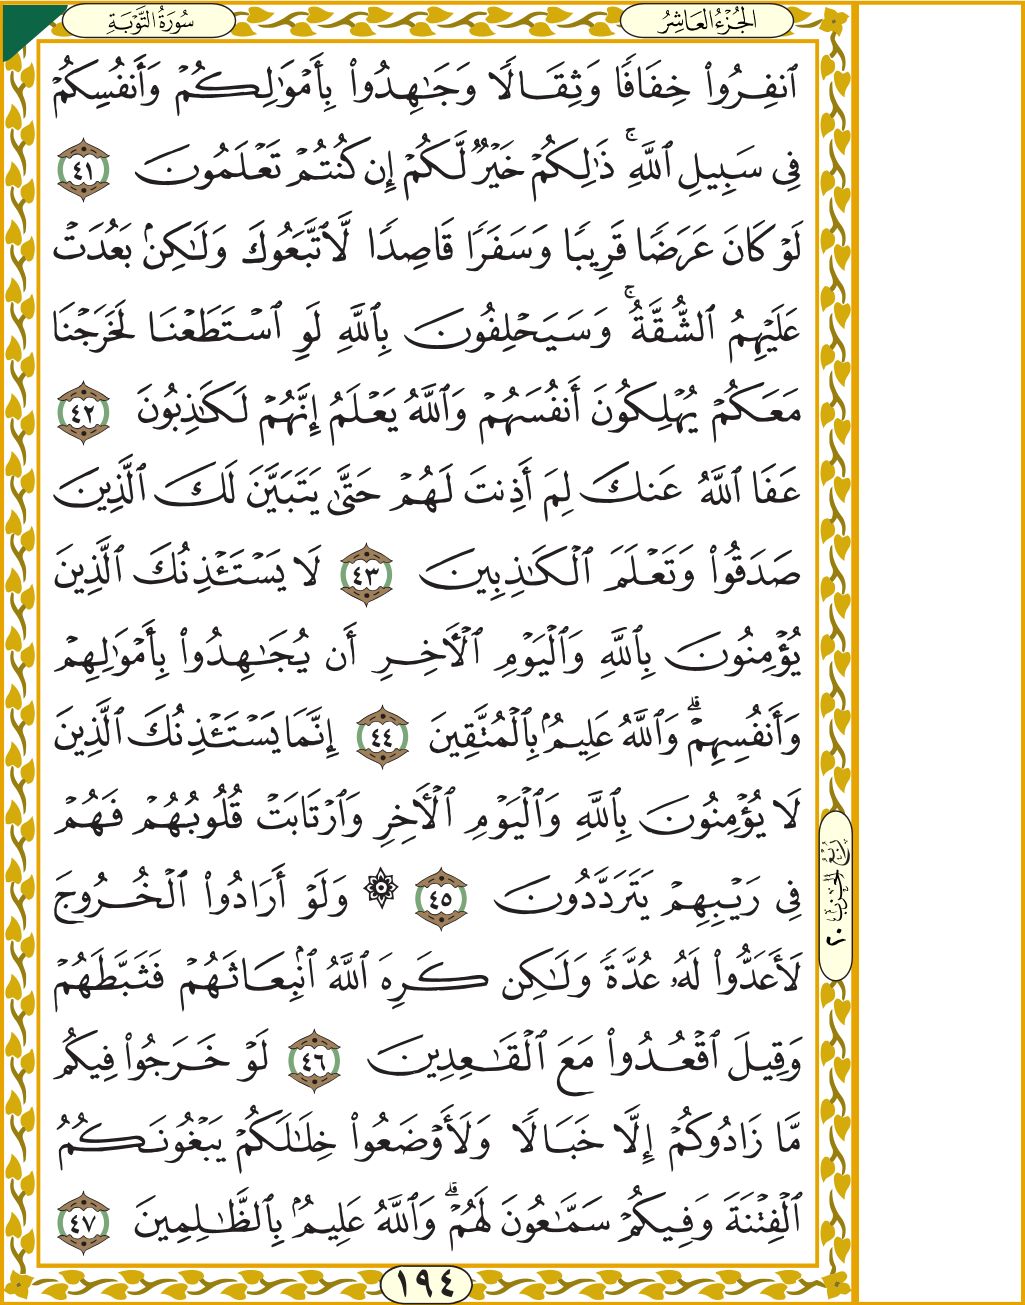 سُورَةُ التَّوْبَةِ
الجُزْءُ العَاشِرُ
ٱنفِرُوا۟ خِفَافًا وَثِقَالًا وَجَـٰهِدُوا۟ بِأَمْوَٰلِكُمْ وَأَنفُسِكُمْ
فِى سَبِيلِ ٱللَّهِ ۚ ذَٰلِكُمْ خَيْرٌ لَّكُمْ إِن كُنتُمْ تَعْلَمُونَ ٤١
لَوْ كَانَ عَرَضًا قَرِيبًا وَسَفَرًا قَاصِدًا لَّٱتَّبَعُوكَ وَلَـٰكِنۢ بَعُدَتْ
عَلَيْهِمُ ٱلشُّقَّةُ ۚ وَسَيَحْلِفُونَ بِٱللَّهِ لَوِ ٱسْتَطَعْنَا لَخَرَجْنَا
مَعَكُمْ يُهْلِكُونَ أَنفُسَهُمْ وَٱللَّهُ يَعْلَمُ إِنَّهُمْ لَكَـٰذِبُونَ ٤٢
عَفَا ٱللَّهُ عَنكَ لِمَ أَذِنتَ لَهُمْ حَتَّىٰ يَتَبَيَّنَ لَكَ ٱلَّذِينَ
صَدَقُوا۟ وَتَعْلَمَ ٱلْكَـٰذِبِينَ ٤٣ لَا يَسْتَـْٔذِنُكَ ٱلَّذِينَ
يُؤْمِنُونَ بِٱللَّهِ وَٱلْيَوْمِ ٱلْـَٔاخِرِ أَن يُجَـٰهِدُوا۟ بِأَمْوَٰلِهِمْ
وَأَنفُسِهِمْ ۗ وَٱللَّهُ عَلِيمٌۢ بِٱلْمُتَّقِينَ ٤٤ إِنَّمَا يَسْتَـْٔذِنُكَ ٱلَّذِينَ
لَا يُؤْمِنُونَ بِٱللَّهِ وَٱلْيَوْمِ ٱلْـَٔاخِرِ وَٱرْتَابَتْ قُلُوبُهُمْ فَهُمْ
فِى رَيْبِهِمْ يَتَرَدَّدُونَ ٤٥ ۞ وَلَوْ أَرَادُوا۟ ٱلْخُرُوجَ
لَأَعَدُّوا۟ لَهُۥ عُدَّةً وَلَـٰكِن كَرِهَ ٱللَّهُ ٱنۢبِعَاثَهُمْ فَثَبَّطَهُمْ
وَقِيلَ ٱقْعُدُوا۟ مَعَ ٱلْقَـٰعِدِينَ ٤٦ لَوْ خَرَجُوا۟ فِيكُم
مَّا زَادُوكُمْ إِلَّا خَبَالًا وَلَأَوْضَعُوا۟ خِلَـٰلَكُمْ يَبْغُونَكُمُ
ٱلْفِتْنَةَ وَفِيكُمْ سَمَّـٰعُونَ لَهُمْ ۗ وَٱللَّهُ عَلِيمٌۢ بِٱلظَّـٰلِمِينَ ٤٧
رُبْعُ الحِزْبِ ٢٠
١٩٤